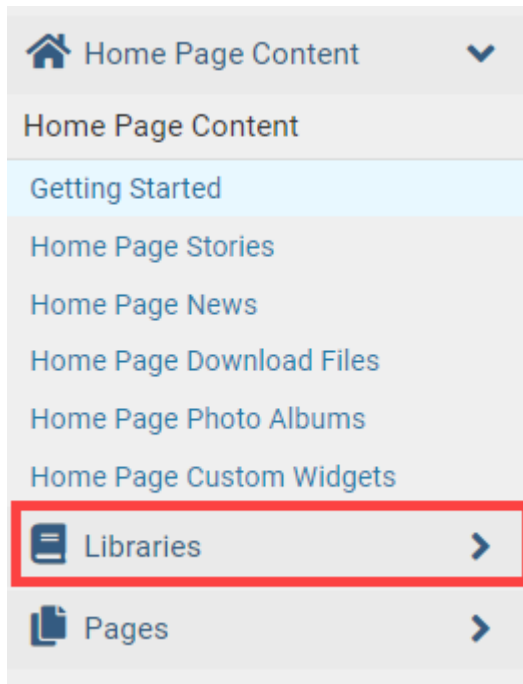 Home Page Content
Home Page Content
Getting Started
Home Page Stories
Home Page News
Home Page Download Files
Home Page Photo Albums
Home Page Custom Widgets
Libraries
Pages